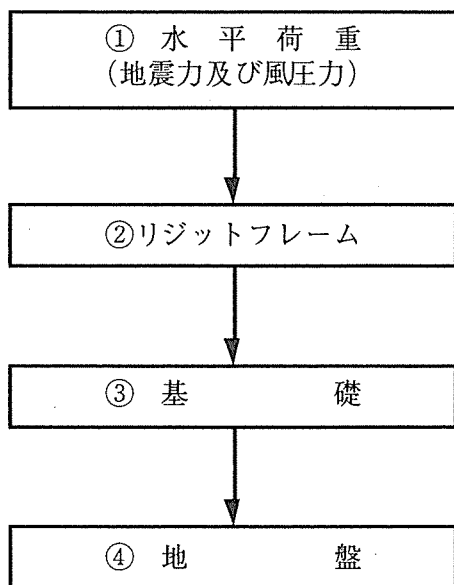 ① 水平荷重
(地震力及び風圧力)
②リジットフレーム
③ 基礎
④ 地盤